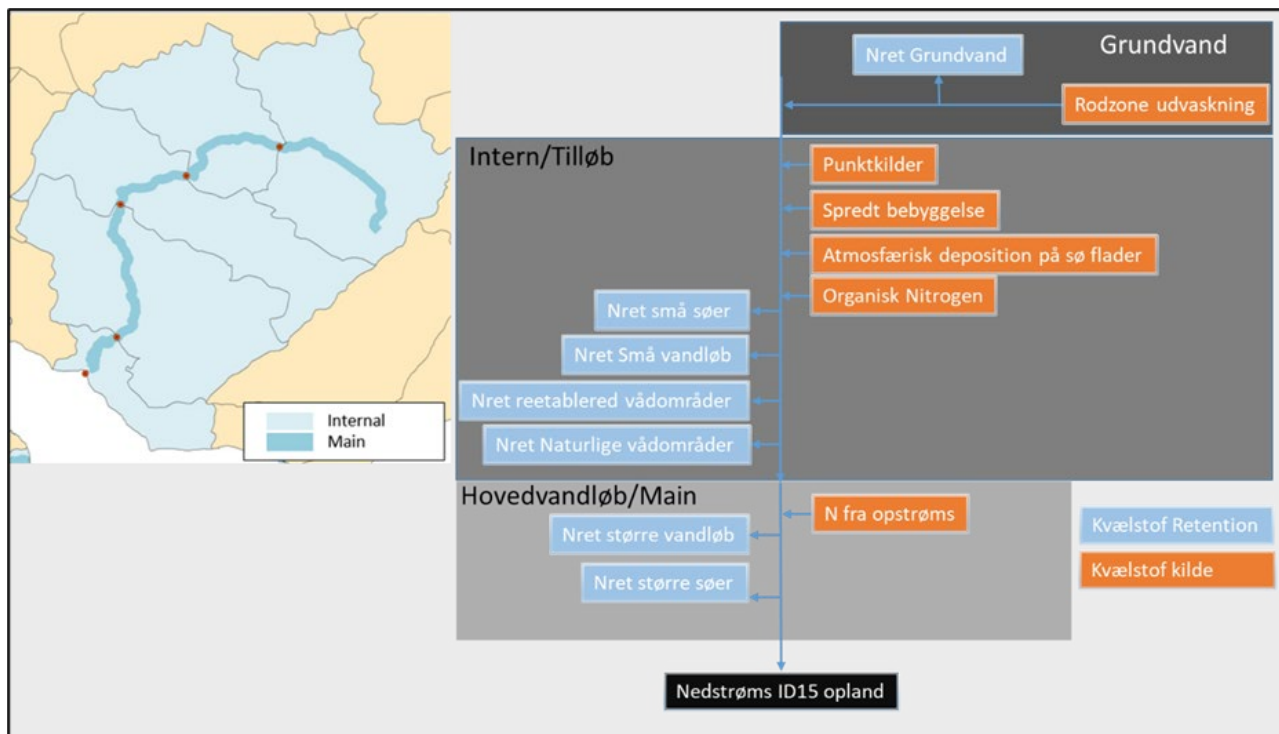 Internal
Main
Grundvand
Nret Grundvand
Rodzone udvaskning
Intern/Tilløb
Punktkilder
Spredt bebyggelse
Atmosfærisk deposition på sø flader
Organisk Nitrogen
Nret små søer
Nret Små vandløb
Nret reetablered vådområder
Nret Naturlige vådområder
Hovedvandløb/Main
N fra opstrøms
Nret større vandløb
Nret større søer
Kvælstof Retention
Kvælstof kilde
Nedstrøms ID15 opland